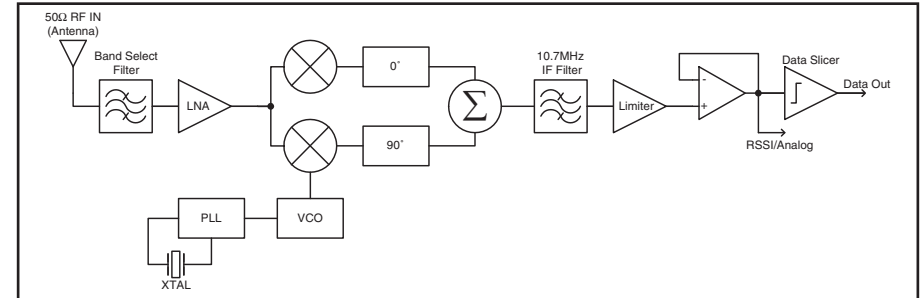 50Ω RF IN
(Antenna)
Band Select
Filter
LNA
0˚
90˚
Σ
10.7MHz
IF Filter
Limiter
-
+
Data Slicer
Data Out
RSSI/Analog
PLL
VCO
XTAL